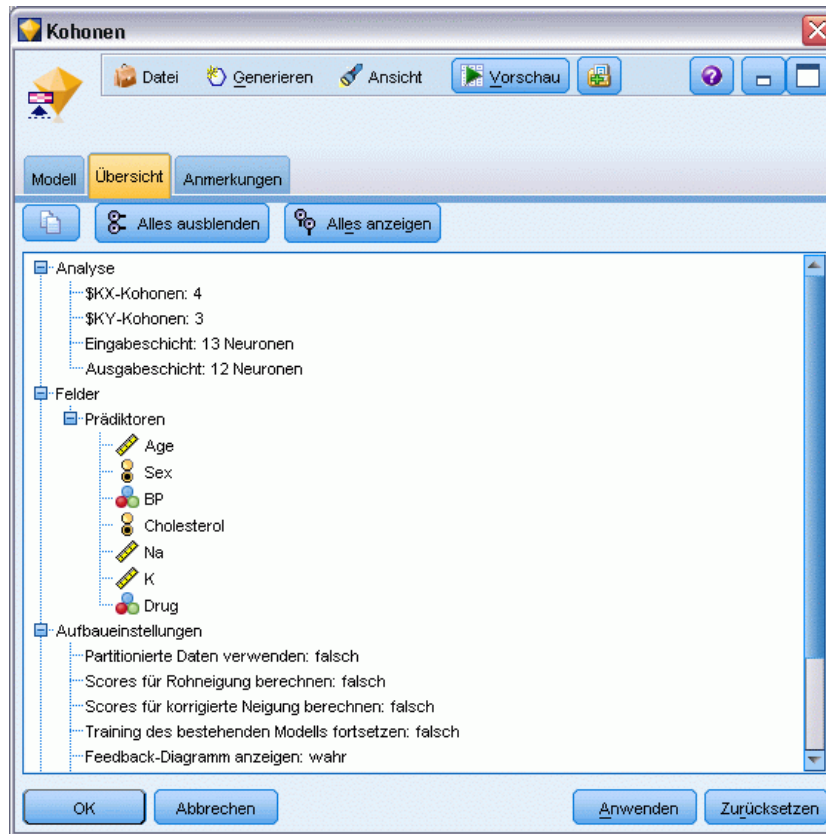 Kohonen
Datei Generieren Ansicht Vorschau
Modell Übersicht Anmerkungen
Alles ausblenden Alles anzeigen
Analyse
$KX-Kohonen: 4
$KY-Kohonen: 3
Eingabeschicht: 13 Neuronen
Ausgabeschicht: 12 Neuronen
Felder
Prädiktoren
Age
Sex
BP
Cholesterol
Na
K
Drug
Aufbaueinstellungen
Partitionierte Daten verwenden: falsch
Scores für Rohneigung berechnen: falsch
Scores für korrigierte Neigung berechnen: falsch
Training des bestehenden Modells fortsetzen: falsch
Feedback-Diagramm anzeigen: wahr
OK Abbrechen Anwenden Zurücksetzen